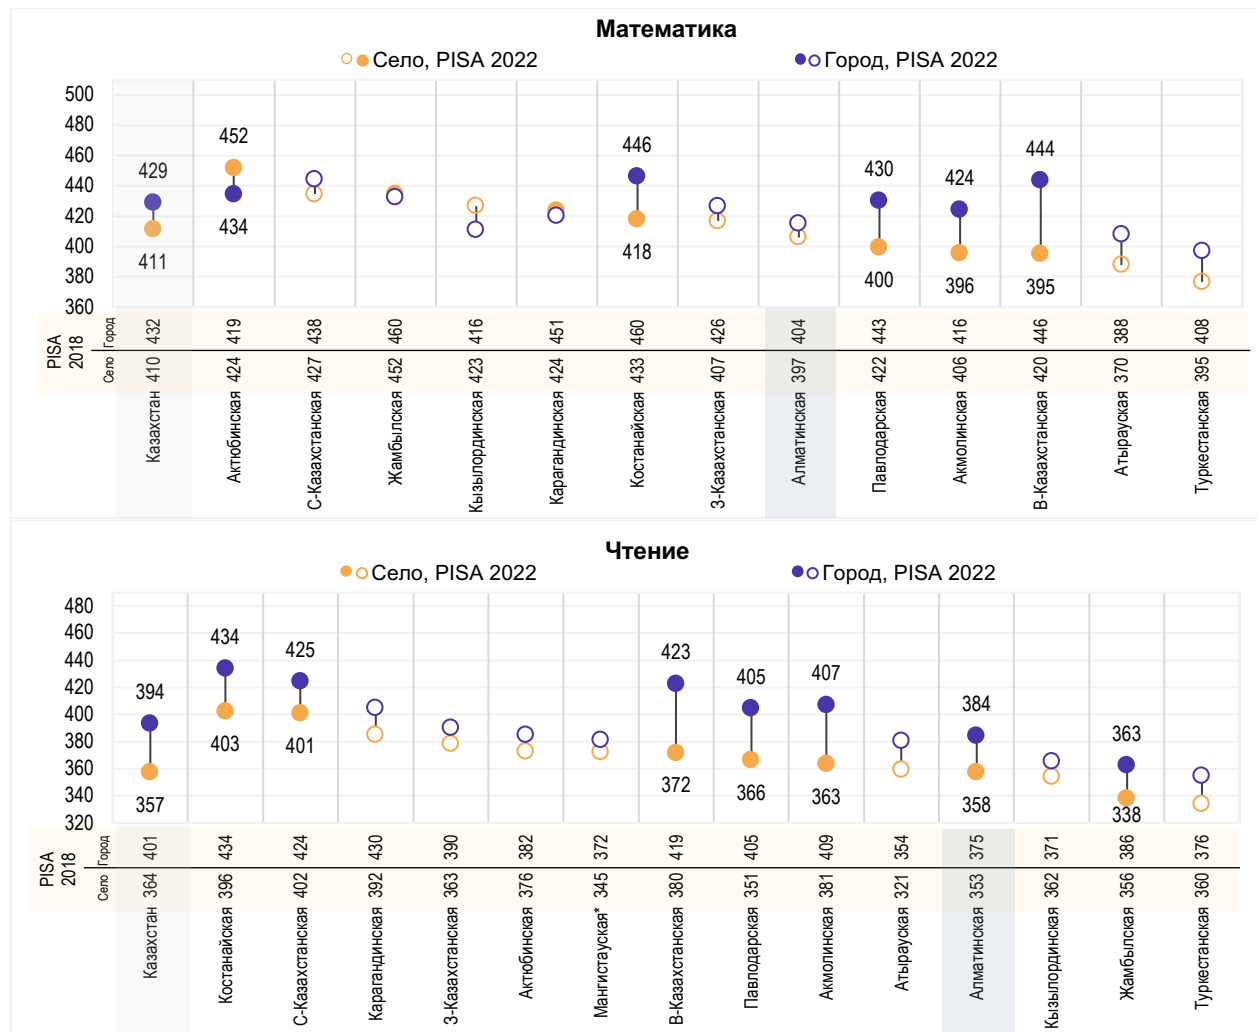 Математика
Село, PISA 2022
Город, PISA 2022
500
480
460
440
420
400
380
360
429
411
452
434
446
418
430
400
424
396
444
395
PISA 2018
Город 432 419 438 460 416 451 460 426 404 443 416 446 388 408
Село 410 424 427 452 423 424 433 407 397 422 406 420 370 395
Казахстан
Актюбинская
С-Казахстанская
Жамбылская
Кызылординская
Карагандинская
Костанайская
З-Казахстанская
Алматинская
Павлодарская
Акмолинская
В-Казахстанская
Атырауская
Туркестанская
Чтение
Село, PISA 2022
Город, PISA 2022
480
460
440
420
400
380
360
340
320
394
357
434
403
425
401
423
372
405
366
407
363
384
358
363
338
PISA 2018
Город 401 434 424 430 390 382 372 419 405 409 354 375 371 386 376
Село 364 396 402 392 363 376 345 380 351 381 321 353 362 356 360
Казахстан
Костанайская
С-Казахстанская
Карагандинская
З-Казахстанская
Актюбинская
Мангистауская*
В-Казахстанская
Павлодарская
Акмолинская
Атырауская
Алматинская
Кызылординская
Жамбылская
Туркестанская